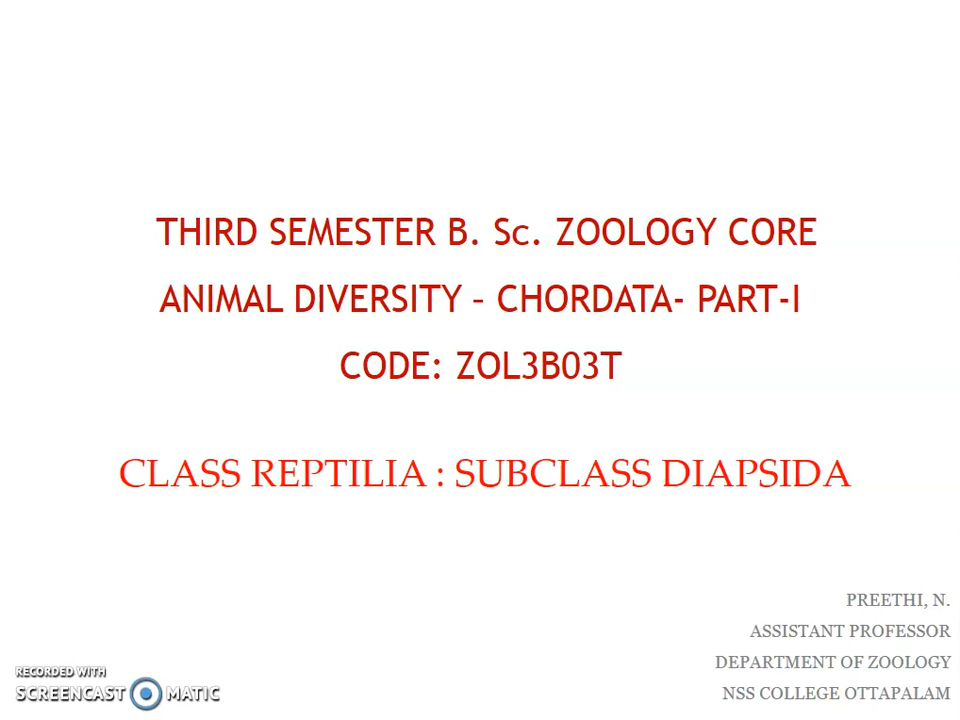 THIRD SEMESTER B. Sc. ZOOLOGY CORE
ANIMAL DIVERSITY – CHORDATA- PART-I
CODE: ZOL3B03T
CLASS REPTILIA : SUBCLASS DIAPSIDA
PREETHI, N.
ASSISTANT PROFESSOR
DEPARTMENT OF ZOOLOGY
NSS COLLEGE OTTAPALAM
RECORDED WITH
SCREENCAST MATIC